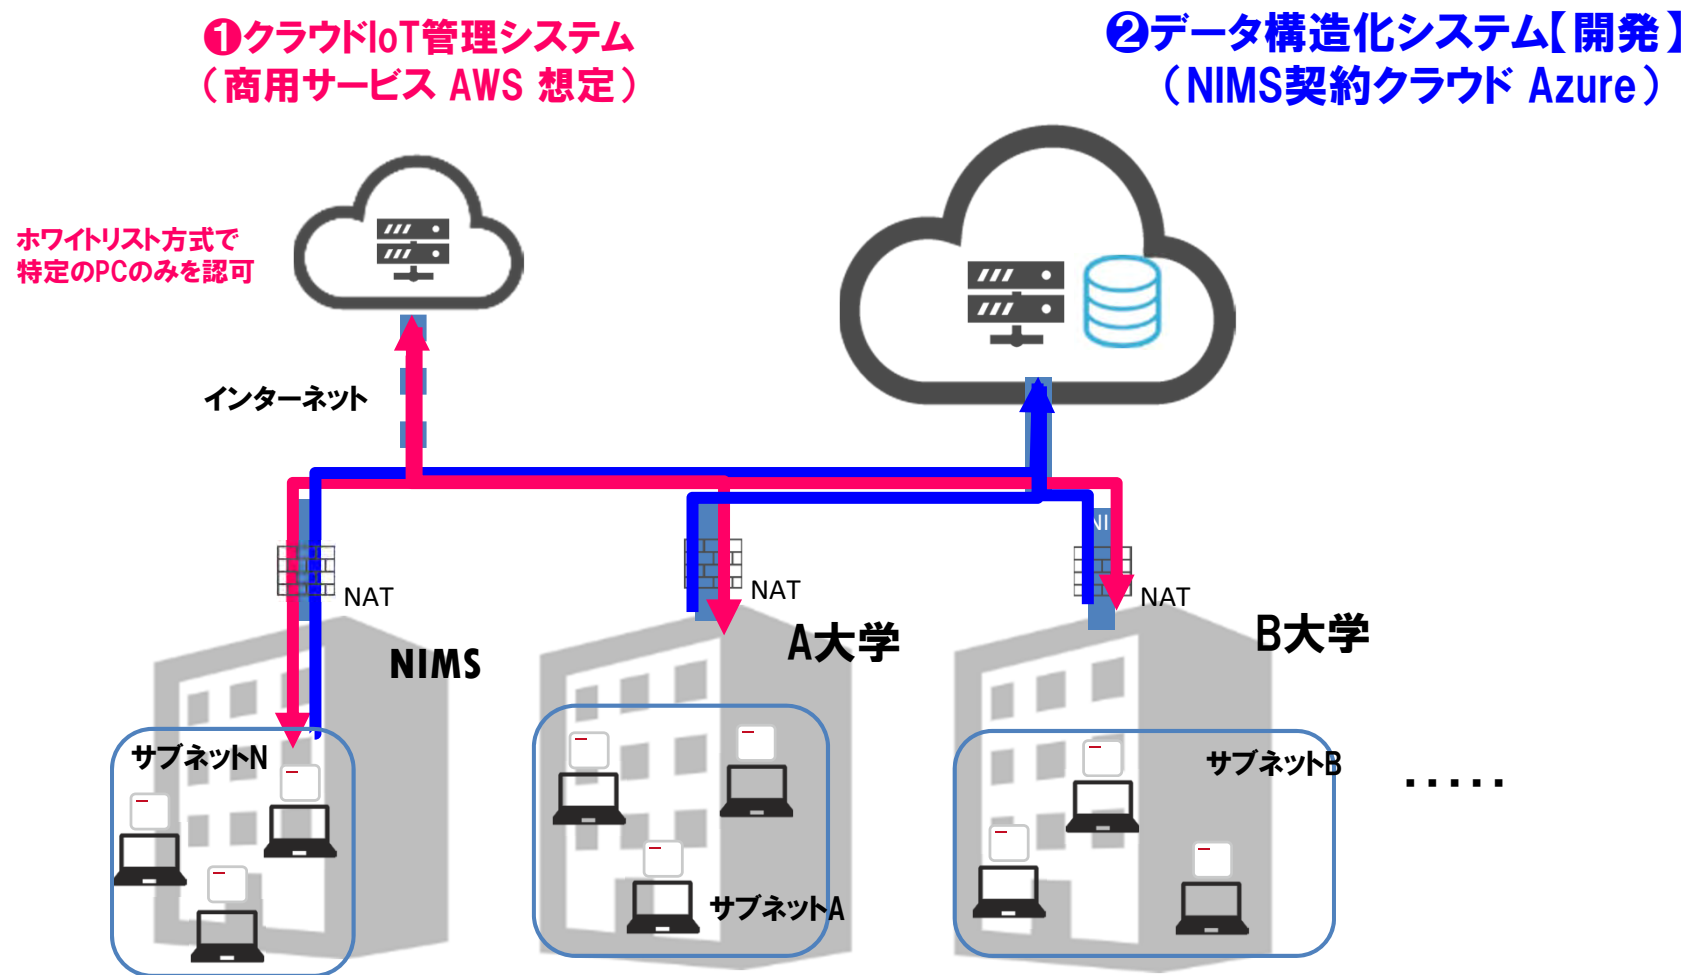 ❶クラウドIoT管理システム
（商用サービス AWS 想定）
❷データ構造化システム【開発】
（NIMS契約クラウド Azure）
ホワイトリスト方式で
特定のPCのみを認可
インターネット
NI
NAT
NAT
NAT
NIMS
A大学
B大学
サブネットN
サブネットB
サブネットA
.....